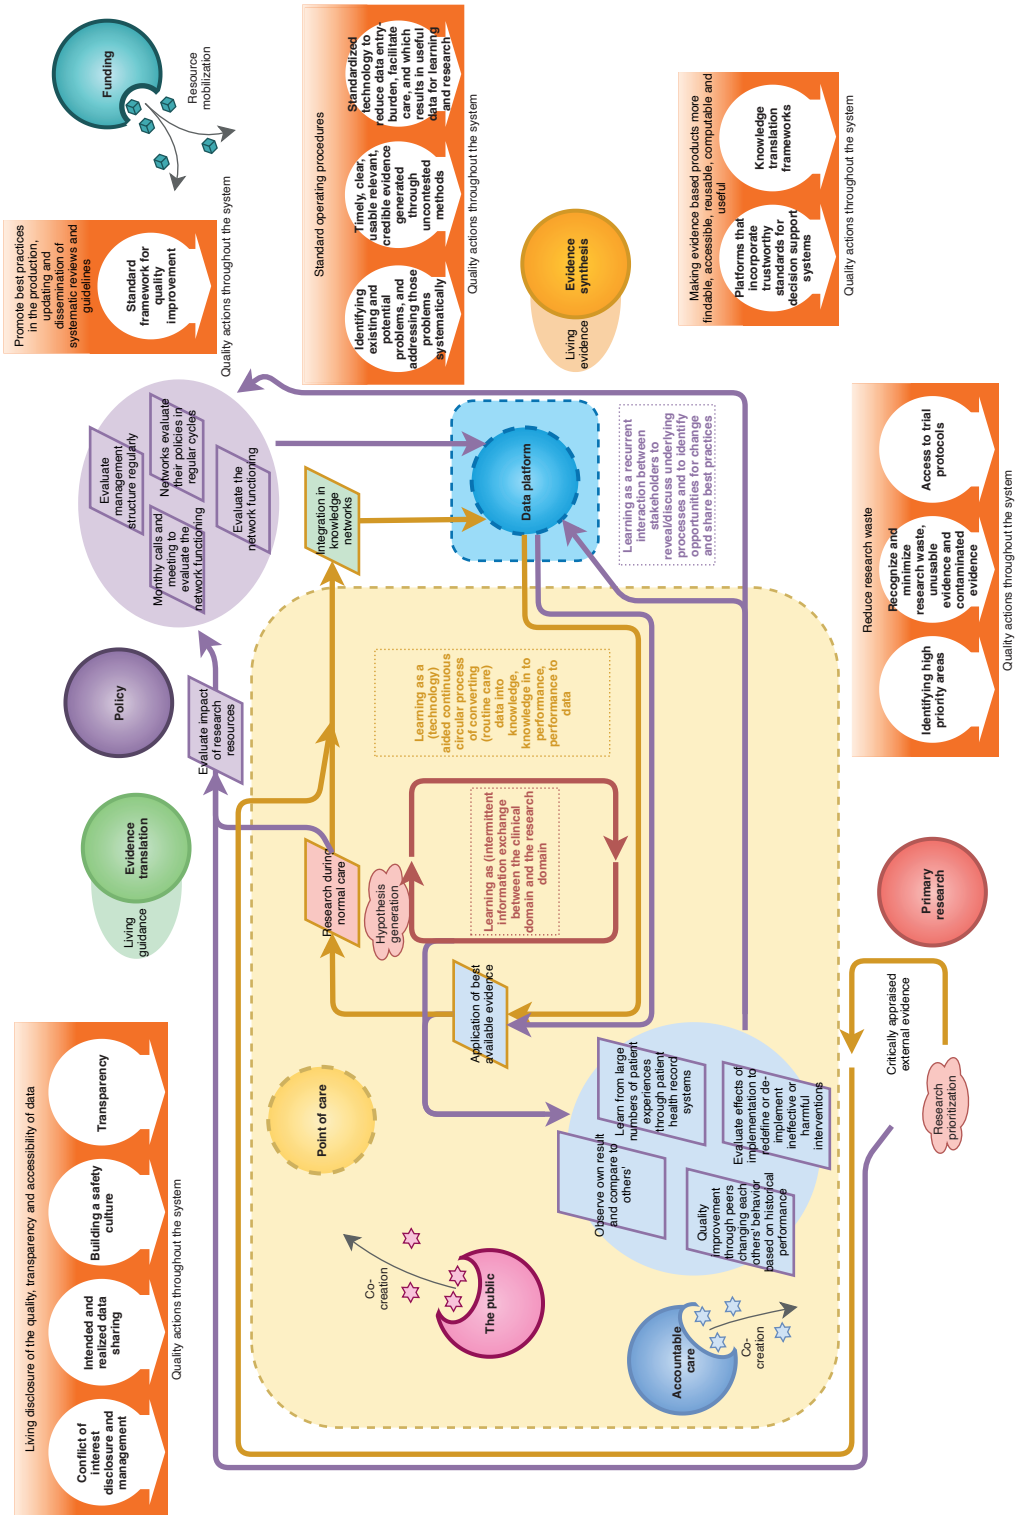 Living disclosure of the quality, transparency and accessibility of data
Conflict of
interest
disclosure and
management
Intended and
realized data
sharing
Building a safety
culture
Transparency
Quality actions throughout the system
Living
guidance
Evidence
translation
Policy
Evaluate impact
of research
resources
Monthly calls and
meeting to
evaluate the
network functioning
Evaluate
management
structure regularly
Networks evaluate
their policies in
regular cycles
Evaluate the
network functioning
Promote best practices
in the production,
updating and
dissemination of
systematic reviews and
guidelines
Standard
framework for
quality
improvement
Quality actions throughout the system
Funding
Resource
mobilization
Standard operating procedures
Identifying
existing and
potential
problems, and
addressing those
problems
systematically
Timely, clear,
usable relevant,
credible evidence
generated
through
uncontested
methods
Standardized
technology to
reduce data entry-
burden, facilitate
care, and which
results in useful
data for learning
and research
Quality actions throughout the system
Point of care
Research during
normal care
Hypothesis
generation
Integration in
knowledge
networks
Learning as a
(technology)
aided continuous
circular process
of converting
(routine care)
data into
knowledge,
knowledge in to
performance,
performance to
data
Learning as (intermittent
information exchange
between the clinical
domain and the research
domain
Application of best
available evidence
Data platform
Living
evidence
Evidence
synthesis
Co-
creation
The public
Observe own result
and compare to
others'
Learn from large
numbers of patient
experiences
through patient
health record
systems
Quality
improvement
through peers
changing each
others' behavior
based on historical
performance
Evaluate effects of
implementation to
redefine or de-
implement
ineffective or
harmful
interventions
Accountable
care
Co-
creation
Learning as a recurrent
interaction between
stakeholders to
reveal/discuss underlying
processes and to identify
opportunities for change
and share best practices
Making evidence based products more
findable, accessible, reusable, computable and
useful
Platforms that
incorporate
trustworthy
standards for
decision support
systems
Knowledge
translation
frameworks
Quality actions throughout the system
Critically appraised
external evidence
Research
prioritization
Primary
research
Reduce research waste
Identifying high
priority areas
Recognize and
minimize
research waste,
unusable
evidence and
contaminated
evidence
Access to trial
protocols
Quality actions throughout the system